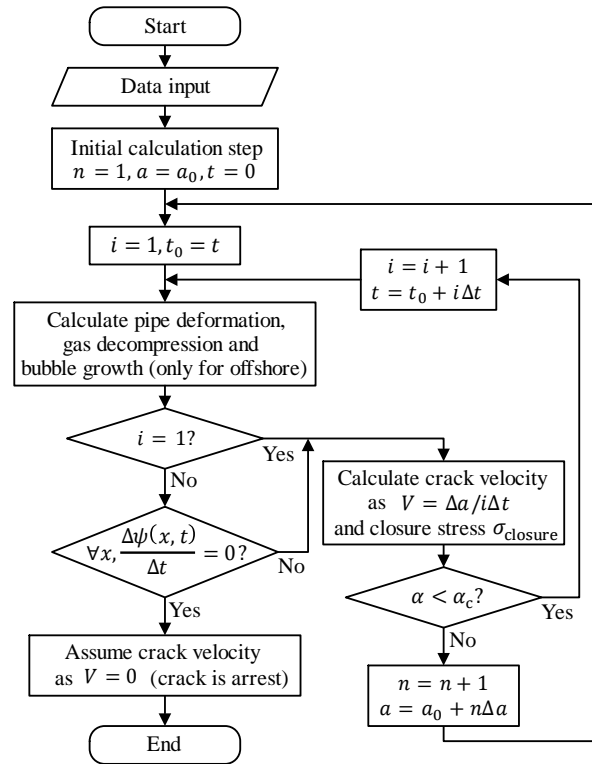 Start
Data input
Initial calculation step
n = 1, a = a₀, t = 0
i = 1, t₀ = t
i = i + 1
t = t₀ + iΔt
Calculate pipe deformation,
gas decompression and
bubble growth (only for offshore)
i = 1?
Yes
No
Calculate crack velocity
as V = Δa/iΔt
and closure stress σ_closure
∀x, Δψ(x, t)/Δt = 0?
No
Yes
α < α_c?
Yes
No
Assume crack velocity
as V = 0 (crack is arrest)
n = n + 1
a = a₀ + nΔa
End